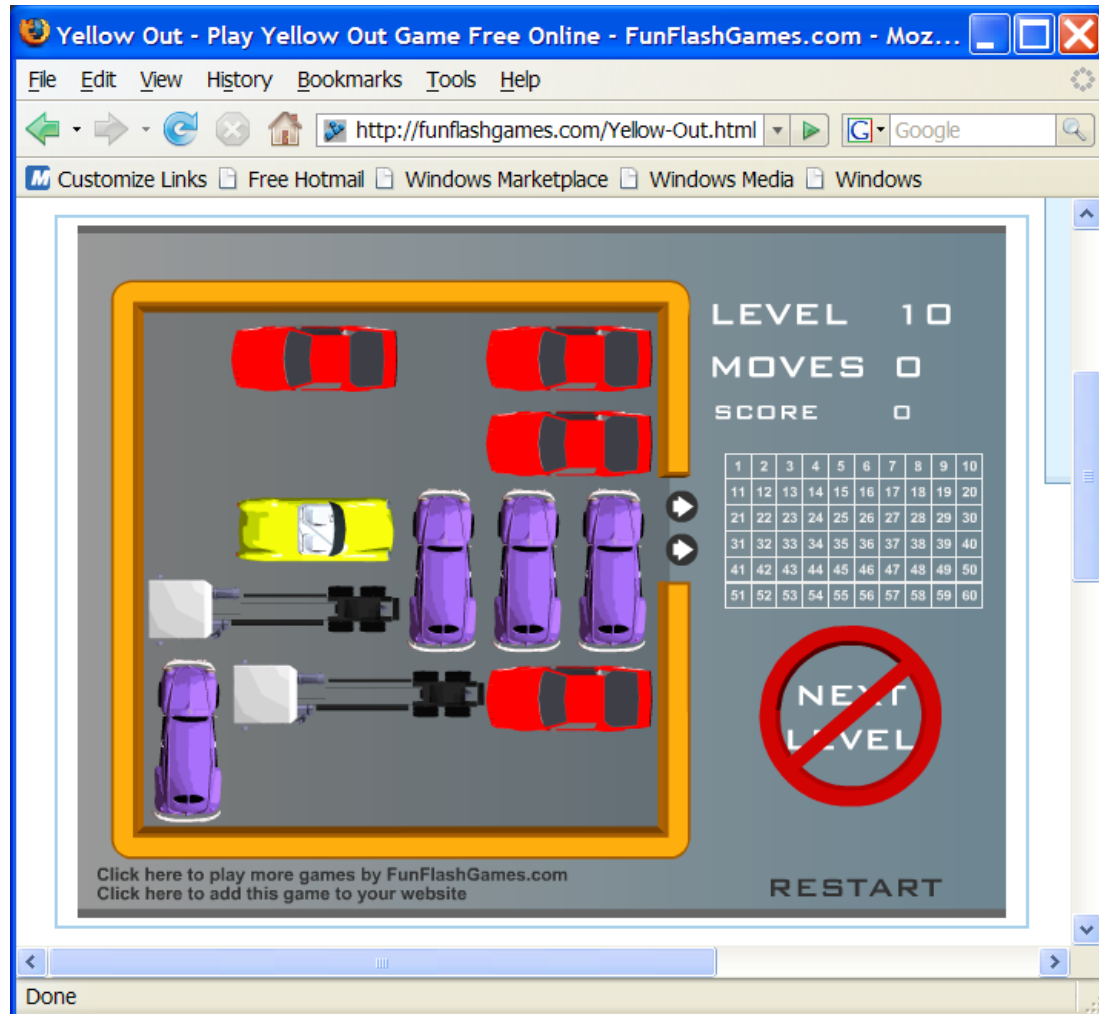 Yellow Out - Play Yellow Out Game Free Online - FunFlashGames.com - Moz...
File Edit View History Bookmarks Tools Help
http://funflashgames.com/Yellow-Out.html G Google
M Customize Links Free Hotmail Windows Marketplace Windows Media Windows
LEVEL 10
MOVES 0
SCORE 0
1 2 3 4 5 6 7 8 9 10
11 12 13 14 15 16 17 18 19 20
21 22 23 24 25 26 27 28 29 30
31 32 33 34 35 36 37 38 39 40
41 42 43 44 45 46 47 48 49 50
51 52 53 54 55 56 57 58 59 60
NEXT
LEVEL
Click here to play more games by FunFlashGames.com
Click here to add this game to your website
RESTART
Done